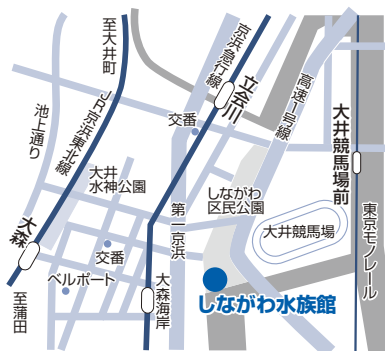 至大井町
京浜急行線
立会川
高速1号線
JR京浜東北線
池上通り
交番
大井競馬場前
大井
水神公園
しながわ
区民公園
大井競馬場
東京モノレール
大森
第一京浜
交番
ベルポート
大森海岸
至蒲田
しながわ水族館